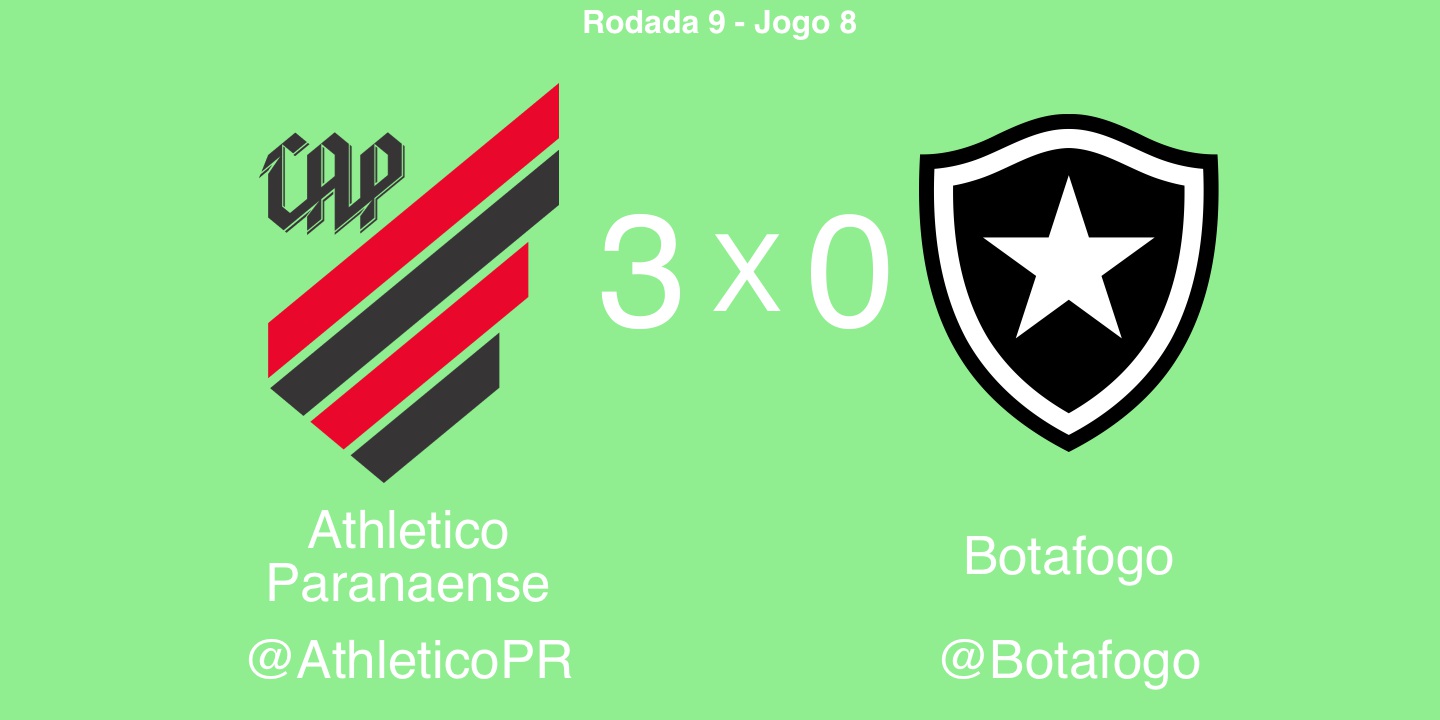 Rodada 9 - Jogo 8
CAP
3 X 0
Athletico
Paranaense
Botafogo
@AthleticoPR
@Botafogo